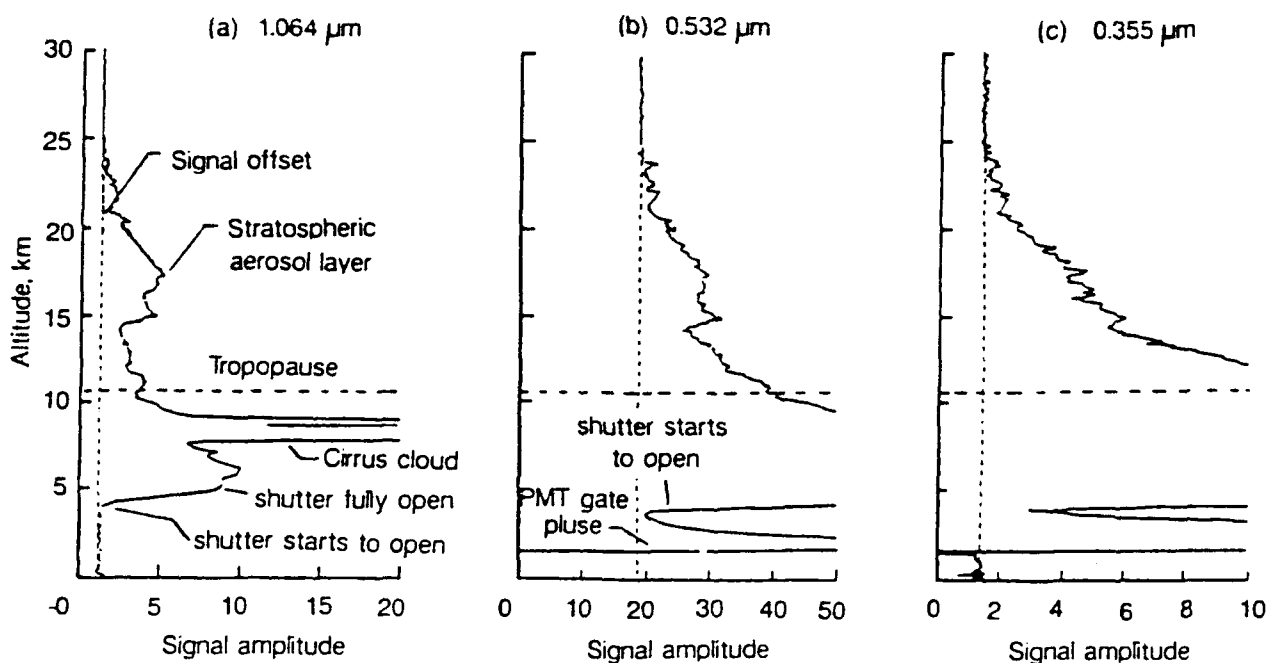 (a) 1.064 µm
(b) 0.532 µm
(c) 0.355 µm
30
25
20
15
10
5
Altitude, km
Signal offset
Stratospheric
aerosol layer
Tropopause
Cirrus cloud
shutter fully open
shutter starts to open
-0 5 10 15 20
Signal amplitude
shutter starts
to open
PMT gate
pluse
0 10 20 30 40 50
Signal amplitude
0 2 4 6 8 10
Signal amplitude